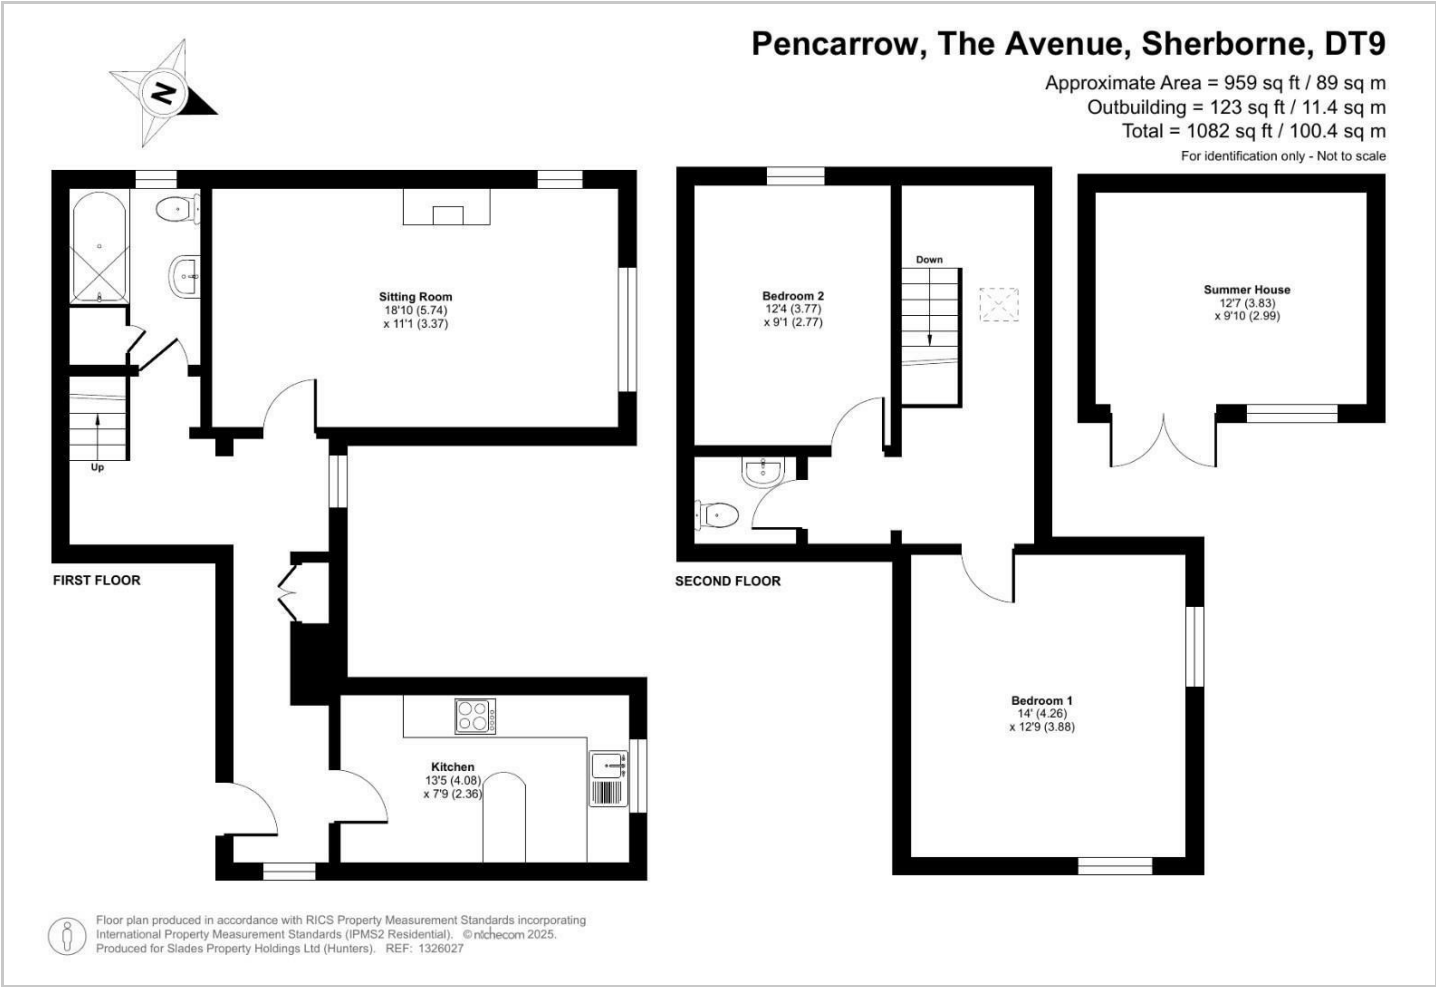 Pencarrow, The Avenue, Sherborne, DT9
Approximate Area = 959 sq ft / 89 sq m
Outbuilding = 123 sq ft / 11.4 sq m
Total = 1082 sq ft / 100.4 sq m
For identification only - Not to scale
N
Sitting Room
18'10 (5.74)
x 11'1 (3.37)
Up
FIRST FLOOR
Kitchen
13'5 (4.08)
x 7'9 (2.36)
Bedroom 2
12'4 (3.77)
x 9'1 (2.77)
Down
SECOND FLOOR
Bedroom 1
14' (4.26)
x 12'9 (3.88)
Summer House
12'7 (3.83)
x 9'10 (2.99)
Floor plan produced in accordance with RICS Property Measurement Standards incorporating
International Property Measurement Standards (IPMS2 Residential). © nichecom 2025.
Produced for Slades Property Holdings Ltd (Hunters). REF: 1326027